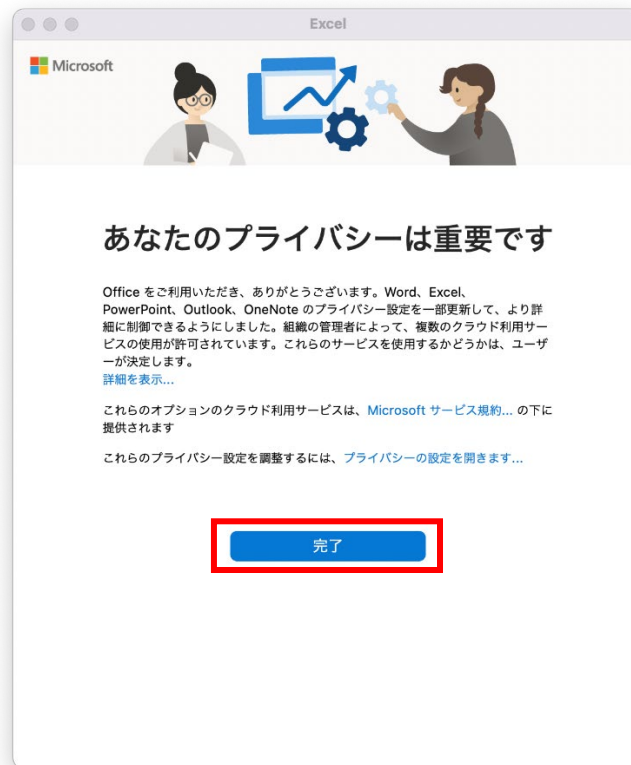 Excel
Microsoft
あなたのプライバシーは重要です
Office をご利用いただき、ありがとうございます。Word、Excel、
PowerPoint、Outlook、OneNote のプライバシー設定を一部更新して、より詳
細に制御できるようにしました。組織の管理者によって、複数のクラウド利用サー
ビスの使用が許可されています。これらのサービスを使用するかどうかは、ユーザ
ーが決定します。
詳細を表示...
これらのオプションのクラウド利用サービスは、Microsoft サービス規約... の下に
提供されます
これらのプライバシー設定を調整するには、プライバシーの設定を開きます...
完了